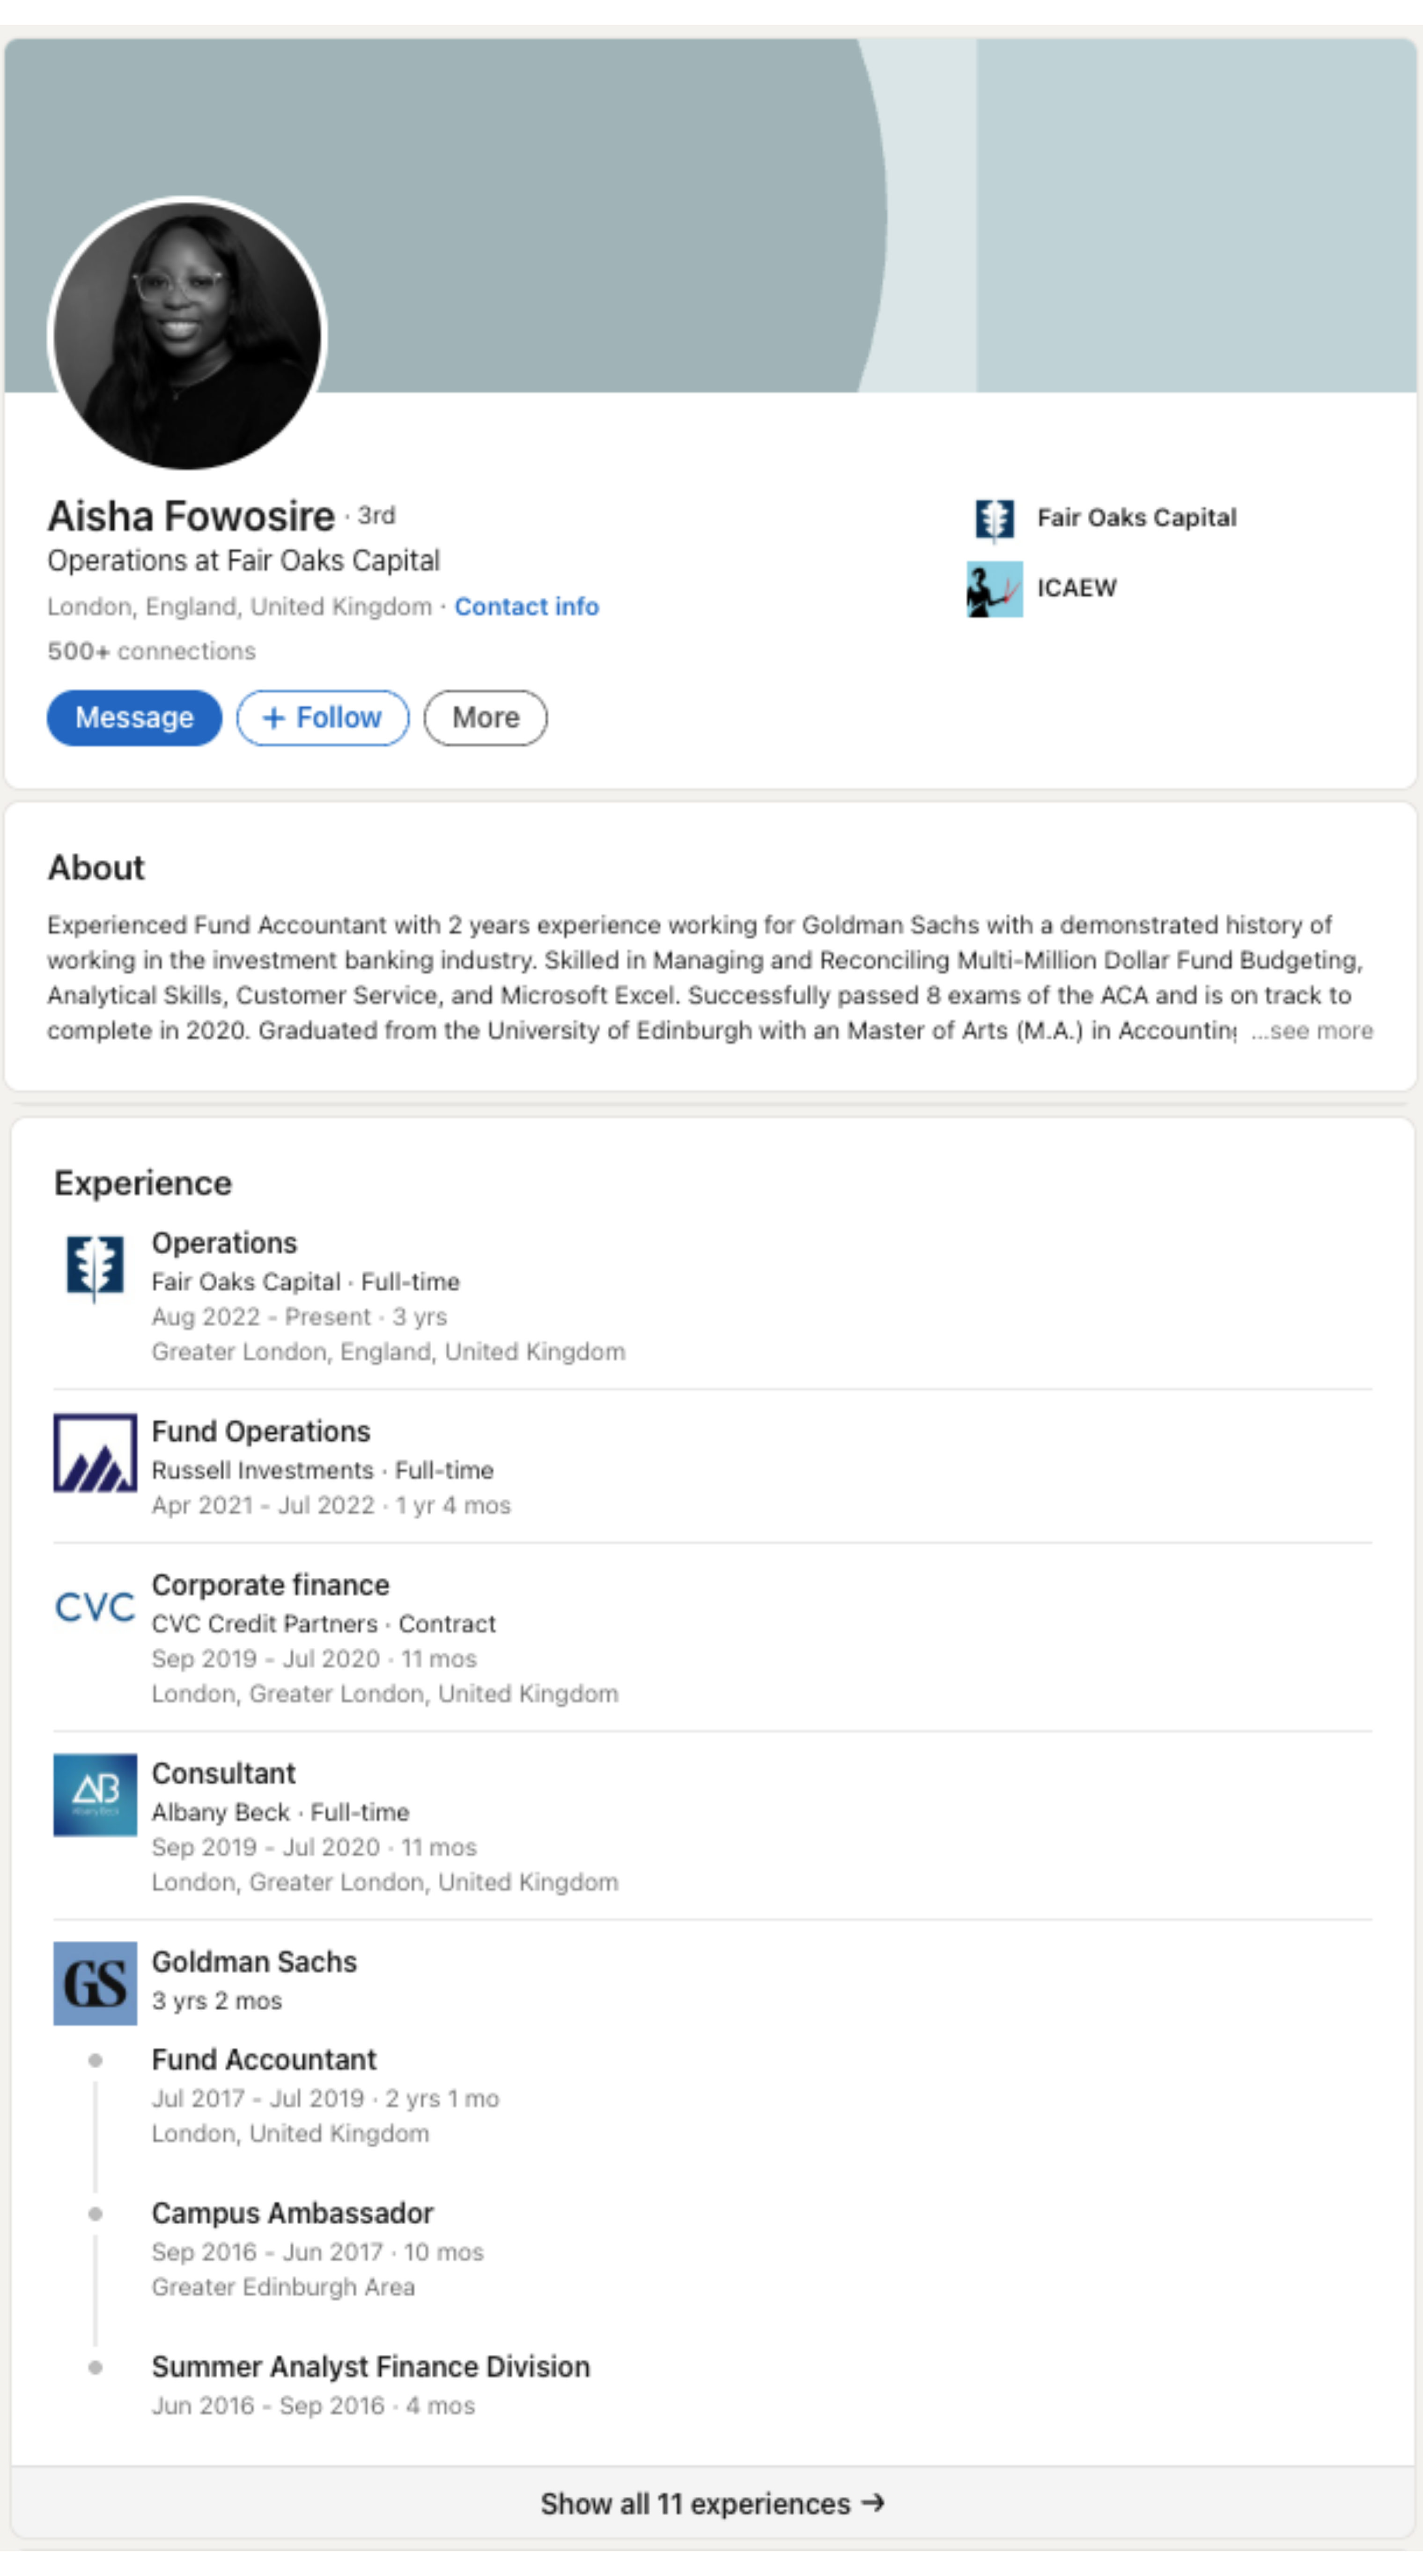 Aisha Fowosire · 3rd
Operations at Fair Oaks Capital
London, England, United Kingdom · Contact info
500+ connections
Message
+ Follow
More
Fair Oaks Capital
ICAEW
About
Experienced Fund Accountant with 2 years experience working for Goldman Sachs with a demonstrated history of
working in the investment banking industry. Skilled in Managing and Reconciling Multi-Million Dollar Fund Budgeting,
Analytical Skills, Customer Service, and Microsoft Excel. Successfully passed 8 exams of the ACA and is on track to
complete in 2020. Graduated from the University of Edinburgh with an Master of Arts (M.A.) in Accounting ...see more
Experience
Operations
Fair Oaks Capital · Full-time
Aug 2022 - Present · 3 yrs
Greater London, England, United Kingdom
Fund Operations
Russell Investments · Full-time
Apr 2021 - Jul 2022 · 1 yr 4 mos
CVC
Corporate finance
CVC Credit Partners · Contract
Sep 2019 - Jul 2020 · 11 mos
London, Greater London, United Kingdom
AB
Albany Beck
Consultant
Albany Beck · Full-time
Sep 2019 - Jul 2020 · 11 mos
London, Greater London, United Kingdom
GS
Goldman Sachs
3 yrs 2 mos
Fund Accountant
Jul 2017 - Jul 2019 · 2 yrs 1 mo
London, United Kingdom
Campus Ambassador
Sep 2016 - Jun 2017 · 10 mos
Greater Edinburgh Area
Summer Analyst Finance Division
Jun 2016 - Sep 2016 · 4 mos
Show all 11 experiences →